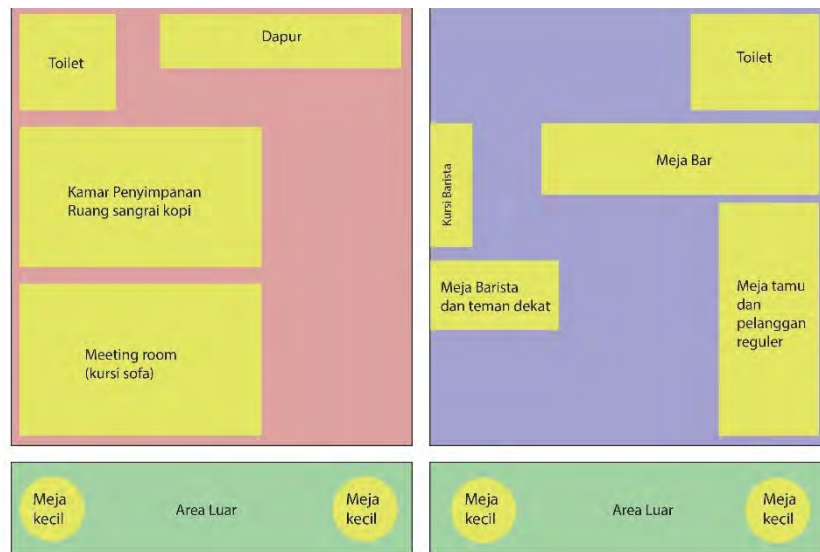 Toilet
Dapur
Kamar Penyimpanan
Ruang sangrai kopi
Meeting room
(kursi sofa)
Meja
kecil
Area Luar
Meja
kecil
Toilet
Meja Bar
Kursi Barista
Meja Barista
dan teman dekat
Meja tamu
dan
pelanggan
reguler
Meja
kecil
Area Luar
Meja
kecil